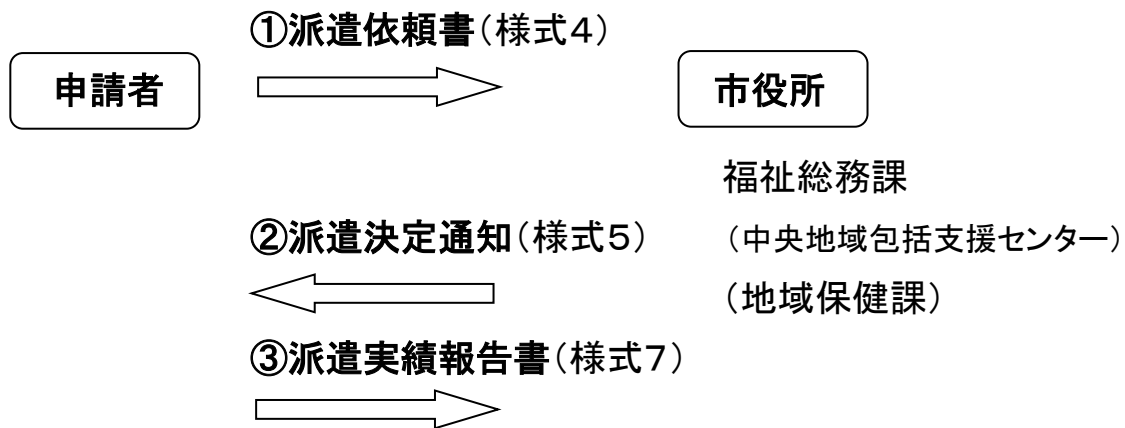 ①派遣依頼書（様式４）
申請者
市役所
福祉総務課
②派遣決定通知（様式５）
（中央地域包括支援センター）
（地域保健課）
③派遣実績報告書（様式７）